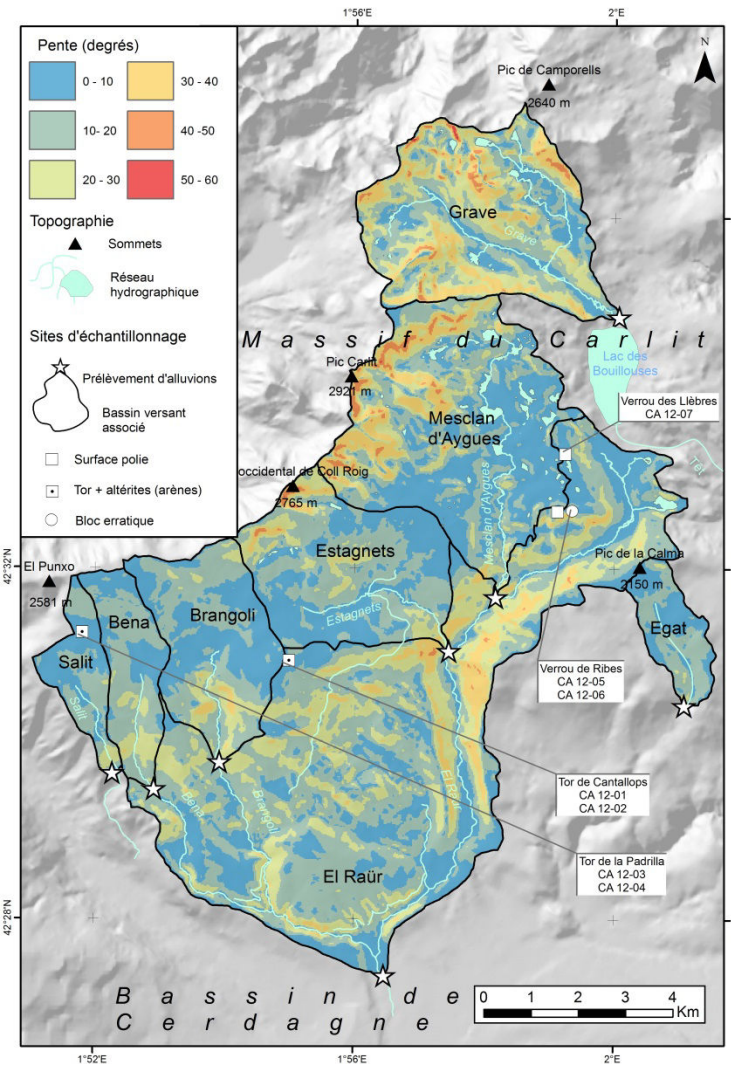 1°56'E
2°E
Pente (degrés)
0 - 10
30 - 40
10- 20
40 -50
20 - 30
50 - 60
Topographie
Sommets
Réseau
hydrographique
Sites d'échantillonnage
Prélèvement d'alluvions
Bassin versant
associé
Surface polie
Tor + altérites (arènes)
Bloc erratique
N
Pic de Camporells
2640 m
Grave
Grave
Massif du Carlit
Lac des
Bouillouses
Pic Carlit
2921 m
Verrou des Llèbres
CA 12-07
Mesclan
d'Aygues
Mesclan d'Aygues
Têt
occidental de Coll Roig
2765 m
Estagnets
Estagnets
42°32'N
El Punxo
2581 m
Pic de la Calma
2150 m
Bena
Brangoli
Salit
Egat
Salit
Bena
Brangoli
El Raür
Verrou de Ribes
CA 12-05
CA 12-06
Tor de Cantallops
CA 12-01
CA 12-02
Tor de la Padrilla
CA 12-03
CA 12-04
El Raür
42°28'N
Bassin de
Cerdagne
0 1 2 3 4
Km
1°52'E
1°56'E
2°E